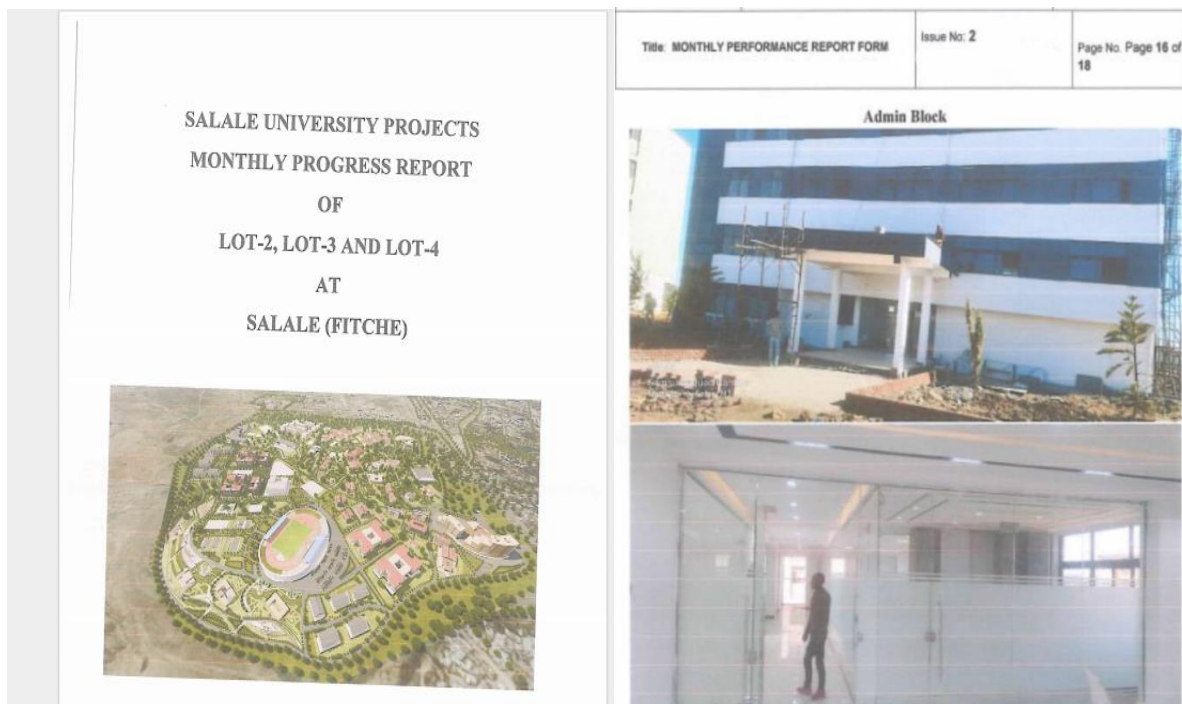 SALALE UNIVERSITY PROJECTS
MONTHLY PROGRESS REPORT
OF
LOT-2, LOT-3 AND LOT-4
AT
SALALE (FITCHE)
Title: MONTHLY PERFORMANCE REPORT FORM
Issue No: 2
Page No. Page 16 of
18
Admin Block